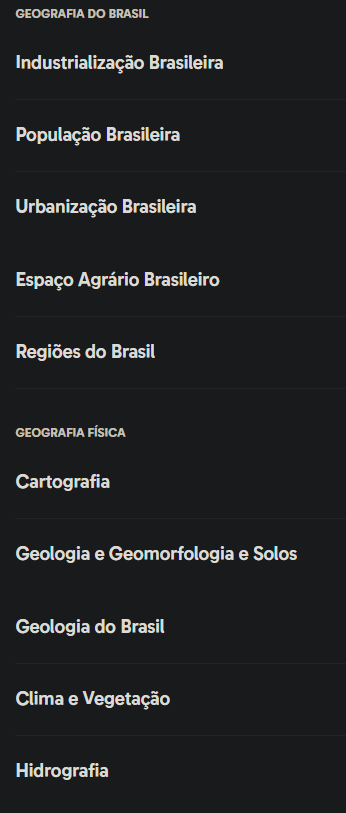 GEOGRAFIA DO BRASIL
Industrialização Brasileira
População Brasileira
Urbanização Brasileira
Espaço Agrário Brasileiro
Regiões do Brasil
GEOGRAFIA FÍSICA
Cartografia
Geologia e Geomorfologia e Solos
Geologia do Brasil
Clima e Vegetação
Hidrografia